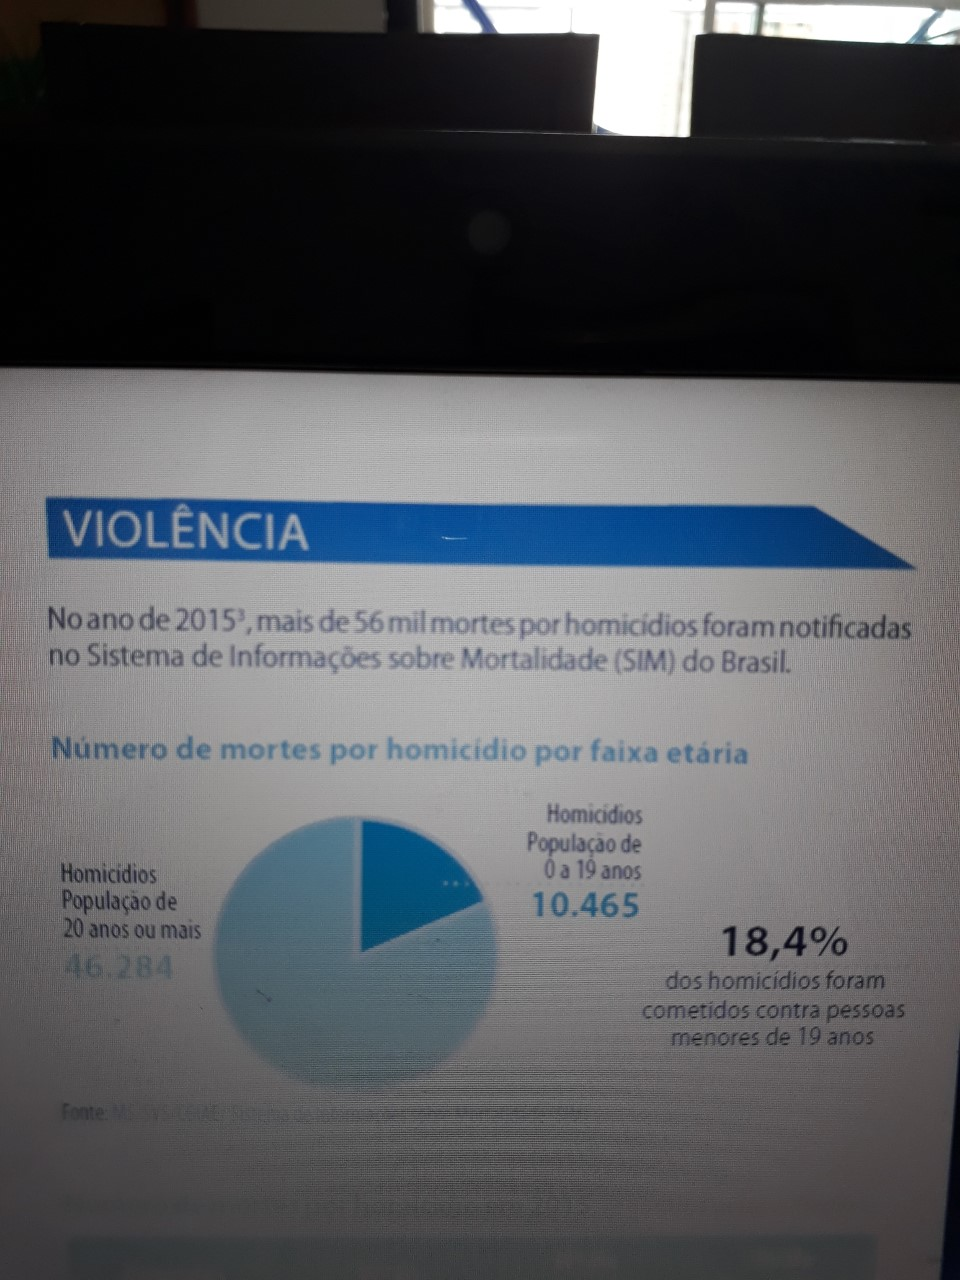 VIOLÊNCIA
No ano de 2015³, mais de 56 mil mortes por homicídios foram notificadas
no Sistema de Informações sobre Mortalidade (SIM) do Brasil.
Número de mortes por homicídio por faixa etária
Homicídios
População de
20 anos ou mais
46.284
Homicídios
População de
0 a 19 anos
10.465
18,4%
dos homicídios foram
cometidos contra pessoas
menores de 19 anos
Fonte: